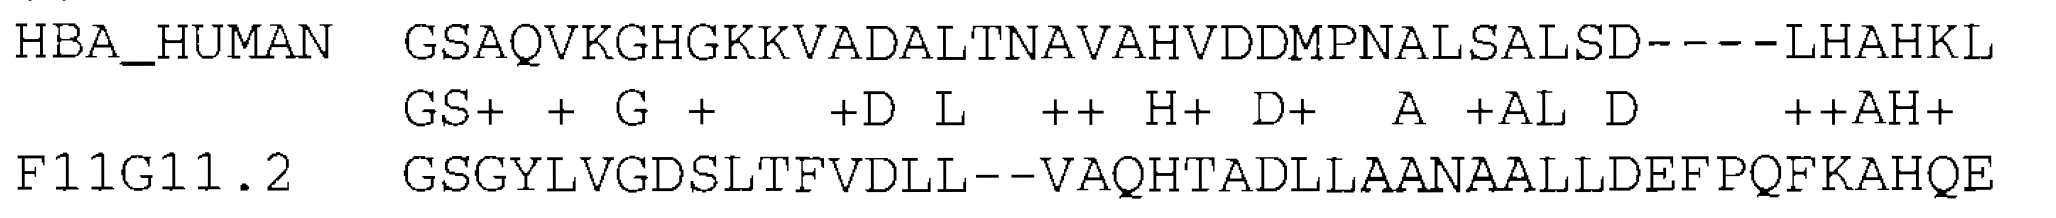 HBA_HUMAN   GSAQVKGHGKKVADALTNAVAHVDDMPNALSALSD----LHAHKL
            GS+ + G +   +D L  ++ H+ D+  A +AL D    ++AH+
F11G11.2    GSGYLVGDSLTFVDLL--VAQHTADLLAANAALLDEFPQFKAHQE